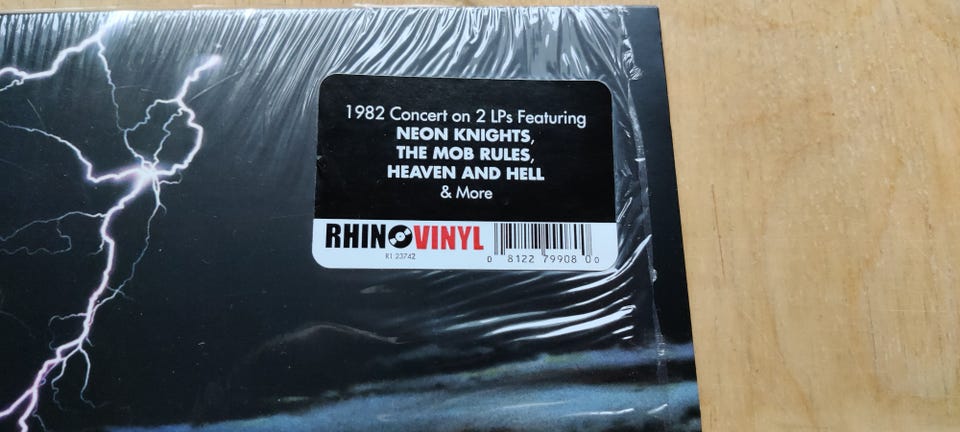 1982 Concert on 2 LPs Featuring
NEON KNIGHTS,
THE MOB RULES,
HEAVEN AND HELL
& More
RHINO VINYL
R1 23742
0 8122 79908 0 0